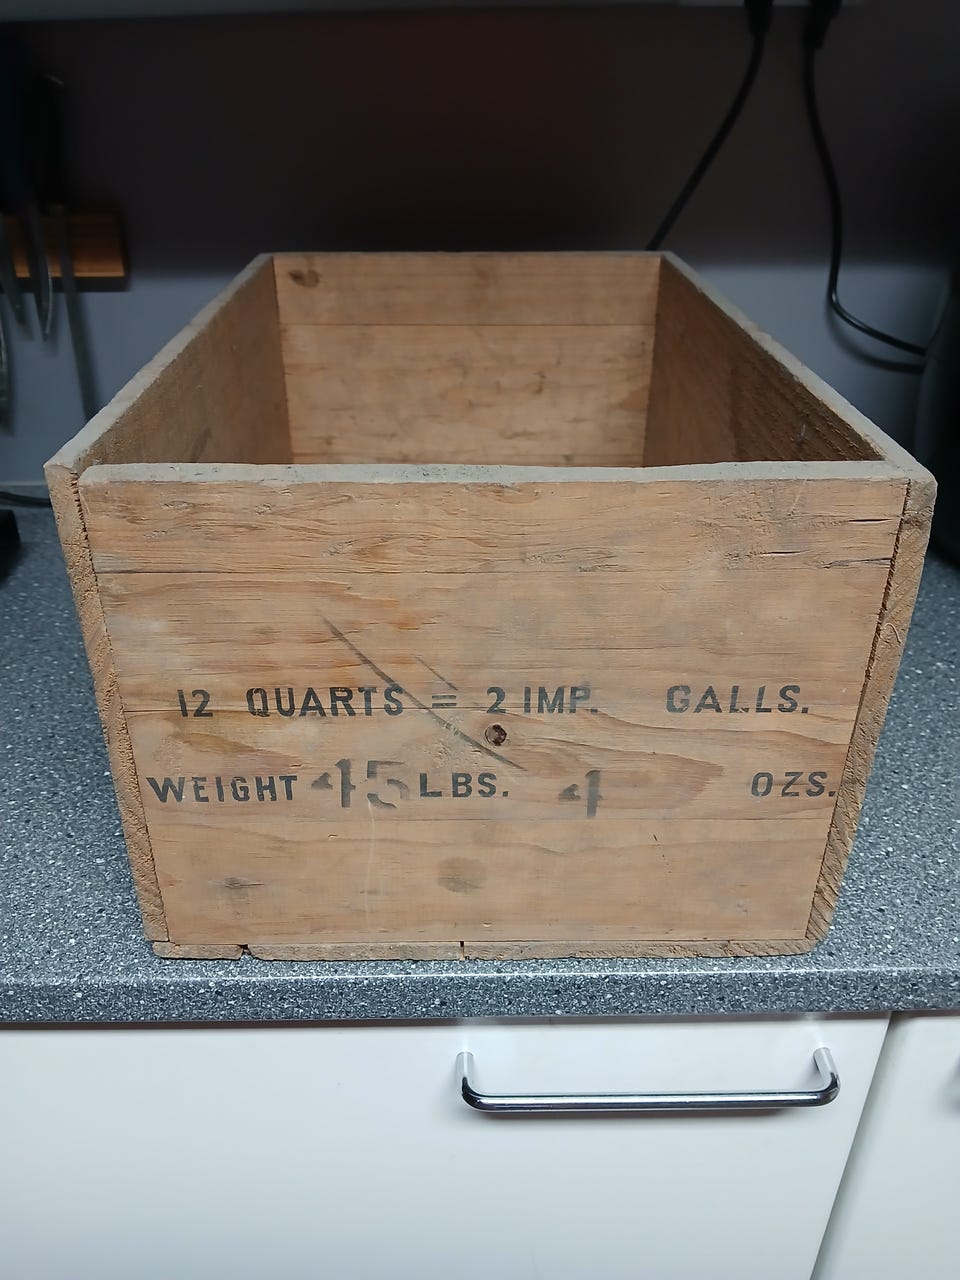 12 QUARTS = 2 IMP. GALLS.
WEIGHT 45 LBS. 4 OZS.